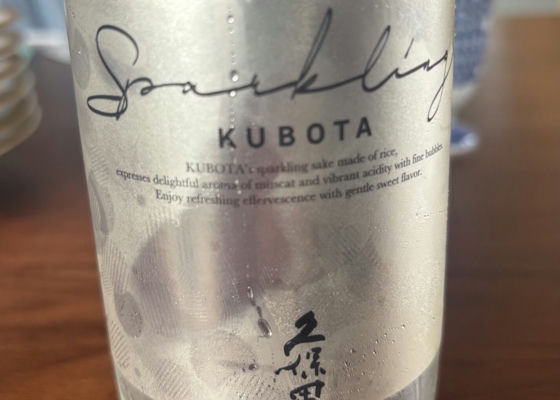 Sparkling
KUBOTA
KUBOTA's sparkling sake made of rice,
expresses delightful aroma of muscat and vibrant acidity with fine bubbles.
Enjoy refreshing effervescence with gentle sweet flavor.
久保田